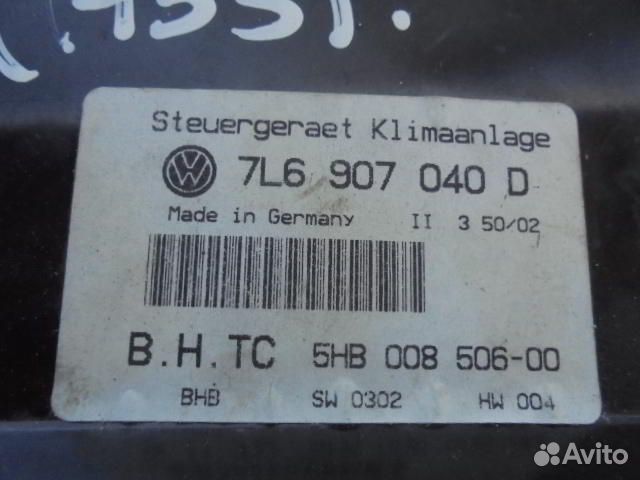 Steuergeraet Klimaanlage
7L6 907 040 D
Made in Germany II 3 50/02
B.H.TC 5HB 008 506-00
BHB SW 0302 HW 004
Avito